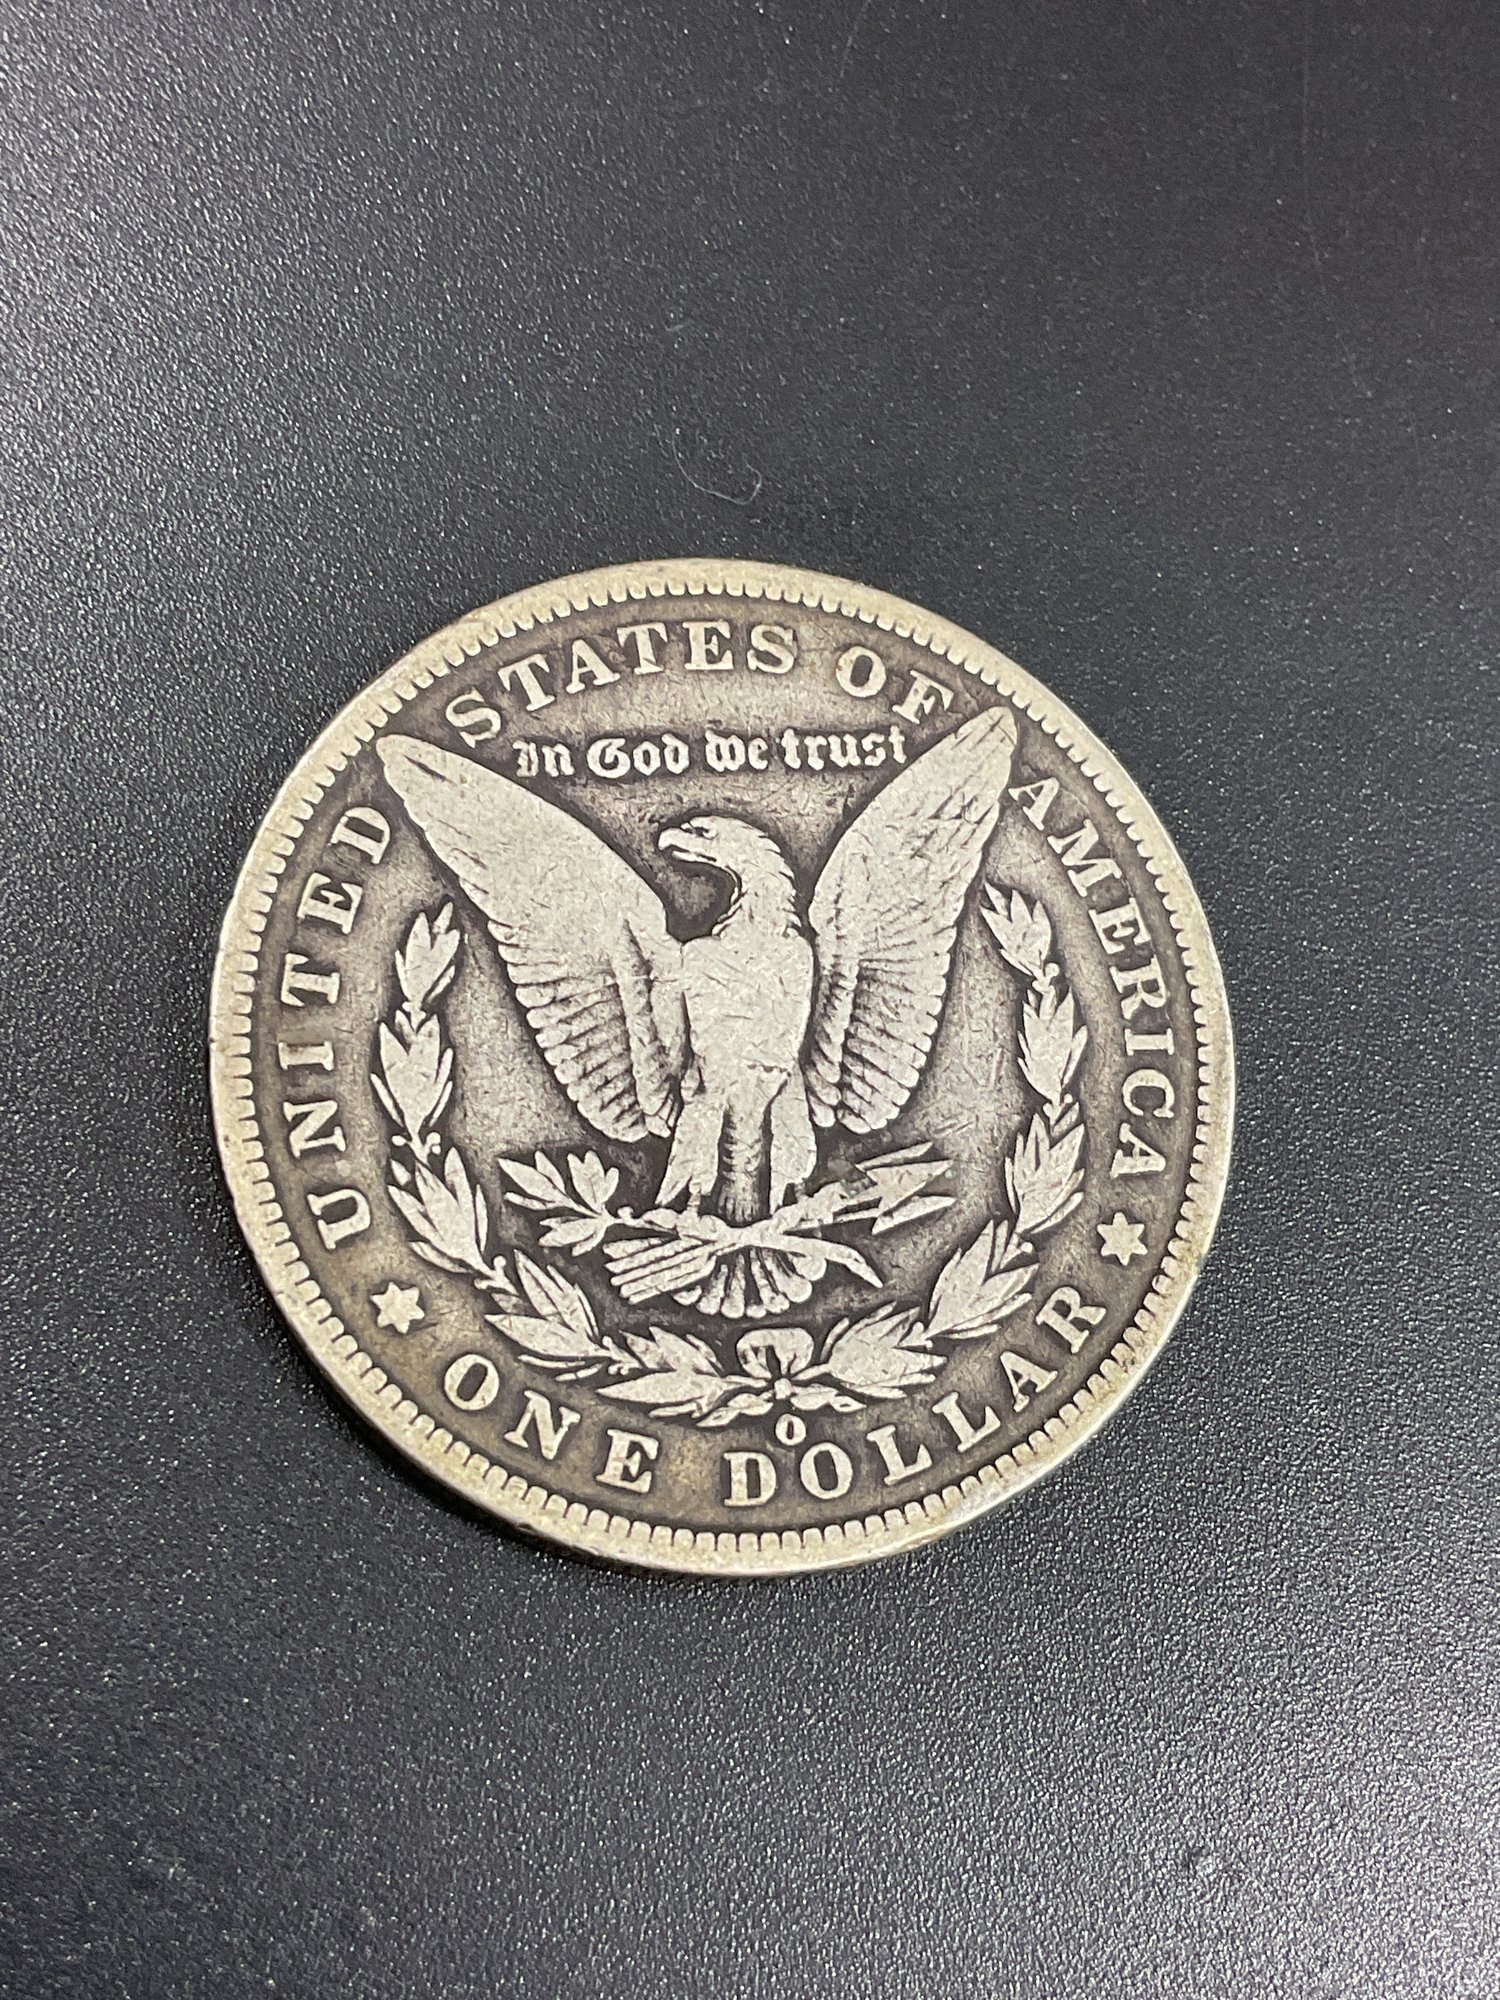 UNITED STATES OF AMERICA
In God we trust
O
ONE DOLLAR